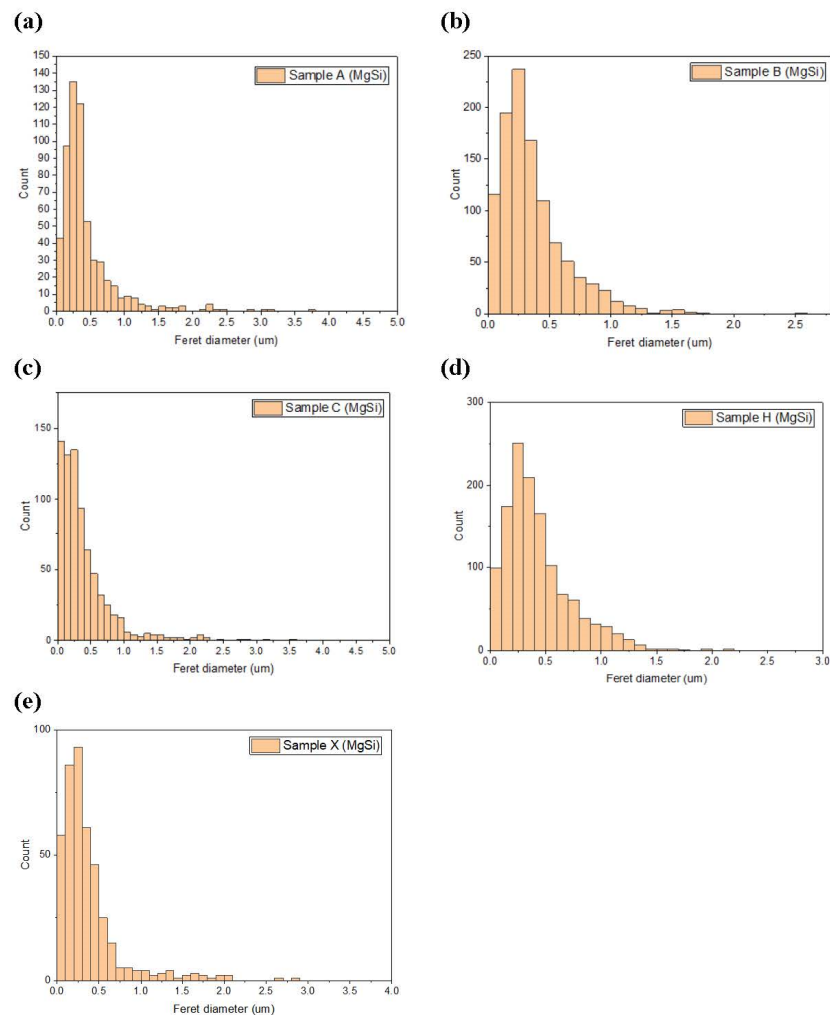 (a)
Sample A (MgSi)
150
140
130
120
110
100
90
80
70
60
50
40
30
20
10
0
Count
0.0 0.5 1.0 1.5 2.0 2.5 3.0 3.5 4.0 4.5 5.0
Feret diameter (um)
(b)
Sample B (MgSi)
250
200
150
100
50
0
Count
0.0 0.5 1.0 1.5 2.0 2.5
Feret diameter (um)
(c)
Sample C (MgSi)
150
100
50
0
Count
0.0 0.5 1.0 1.5 2.0 2.5 3.0 3.5 4.0 4.5 5.0
Feret diameter (um)
(d)
Sample H (MgSi)
300
200
100
0
Count
0.0 0.5 1.0 1.5 2.0 2.5 3.0
Feret diameter (um)
(e)
Sample X (MgSi)
100
50
0
Count
0.0 0.5 1.0 1.5 2.0 2.5 3.0 3.5 4.0
Feret diameter (um)